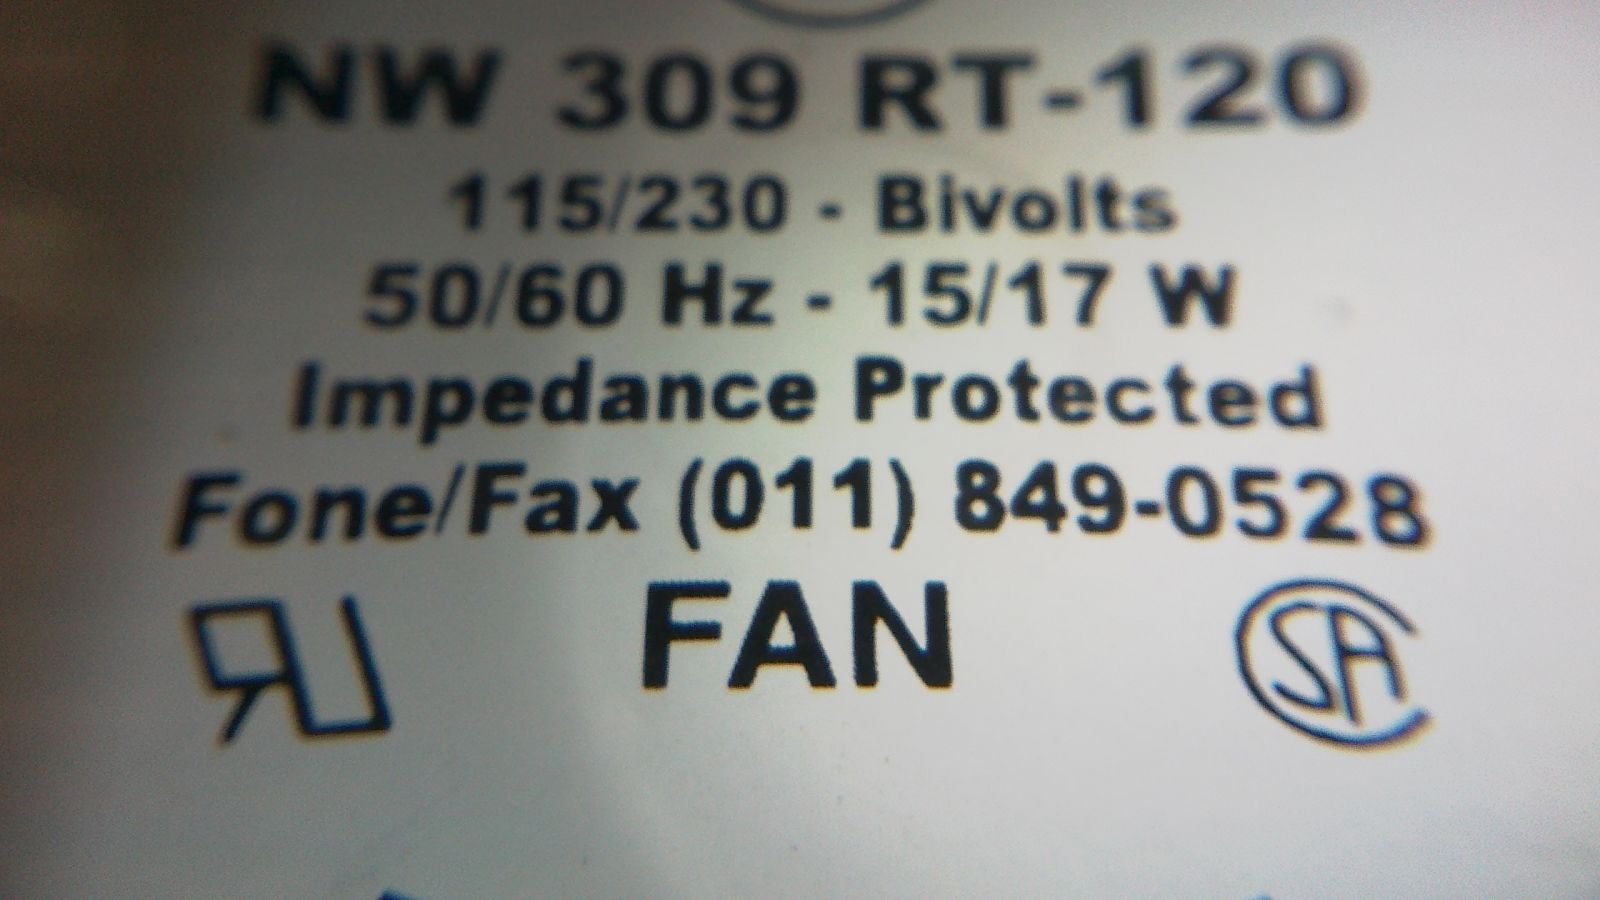 NW 309 RT-120
115/230 - Bivolts
50/60 Hz - 15/17 W
Impedance Protected
Fone/Fax (011) 849-0528
FAN